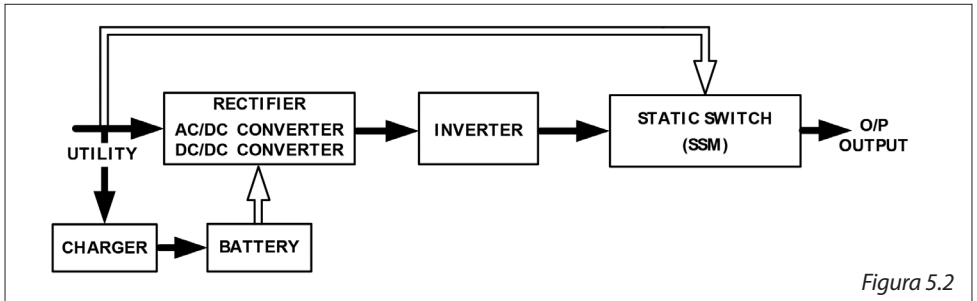 RECTIFIER
AC/DC CONVERTER
DC/DC CONVERTER
INVERTER
STATIC SWITCH
(SSM)
O/P
OUTPUT
UTILITY
CHARGER
BATTERY
Figura 5.2